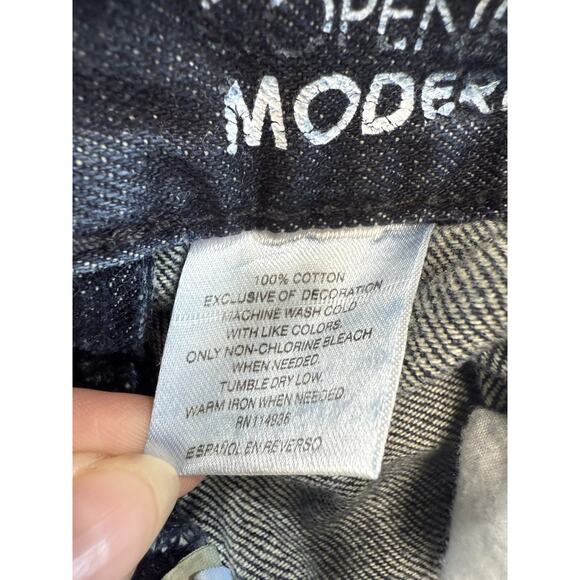 MODE
100% COTTON
EXCLUSIVE OF DECORATION
MACHINE WASH COLD
WITH LIKE COLORS.
ONLY NON-CHLORINE BLEACH
WHEN NEEDED.
TUMBLE DRY LOW.
WARM IRON WHEN NEEDED.
RN114936
ESPAÑOL EN REVERSO